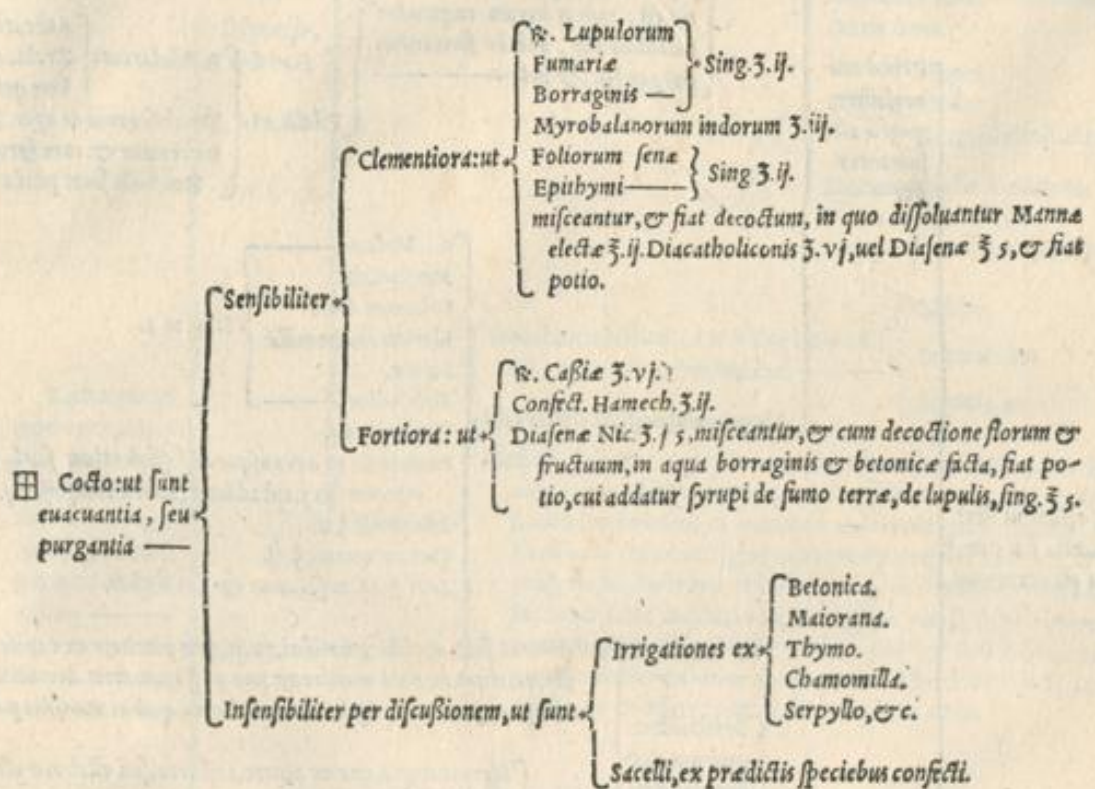 ℞. Lupulorum
Fumariæ
Borraginis
Sing ʒ. ij.
Myrobalanorum indorum ʒ. iij.
Clementiora: ut
Foliorum ſenæ
Epithymi
Sing ʒ. ij.
miſceantur, & fiat decoctum, in quo diſſoluantur Mannæ
electæ ℥. ij. Diacatholiconis ʒ. vj, uel Diaſenæ ℥ s, & fiat
potio.
Senſibiliter
℞. Caßiæ ʒ. vj.
Confect. Hamech. ʒ. ij.
Fortiora: ut
Diaſenæ Nic. ʒ. j s. miſceantur, & cum decoctione florum &
fructuum, in aqua borraginis & betonicæ facta, fiat po-
tio, cui addatur ſyrupi de fumo terræ, de lupulis, ſing. ℥ s.
⊞ Cocto: ut ſunt
euacuantia, ſeu
purgantia
Betonica.
Maiorana.
Irrigationes ex
Thymo.
Chamomilla.
Serpyllo, &c.
Inſenſibiliter per diſcußionem, ut ſunt
Sacelli, ex prædictis ſpeciebus confecti.